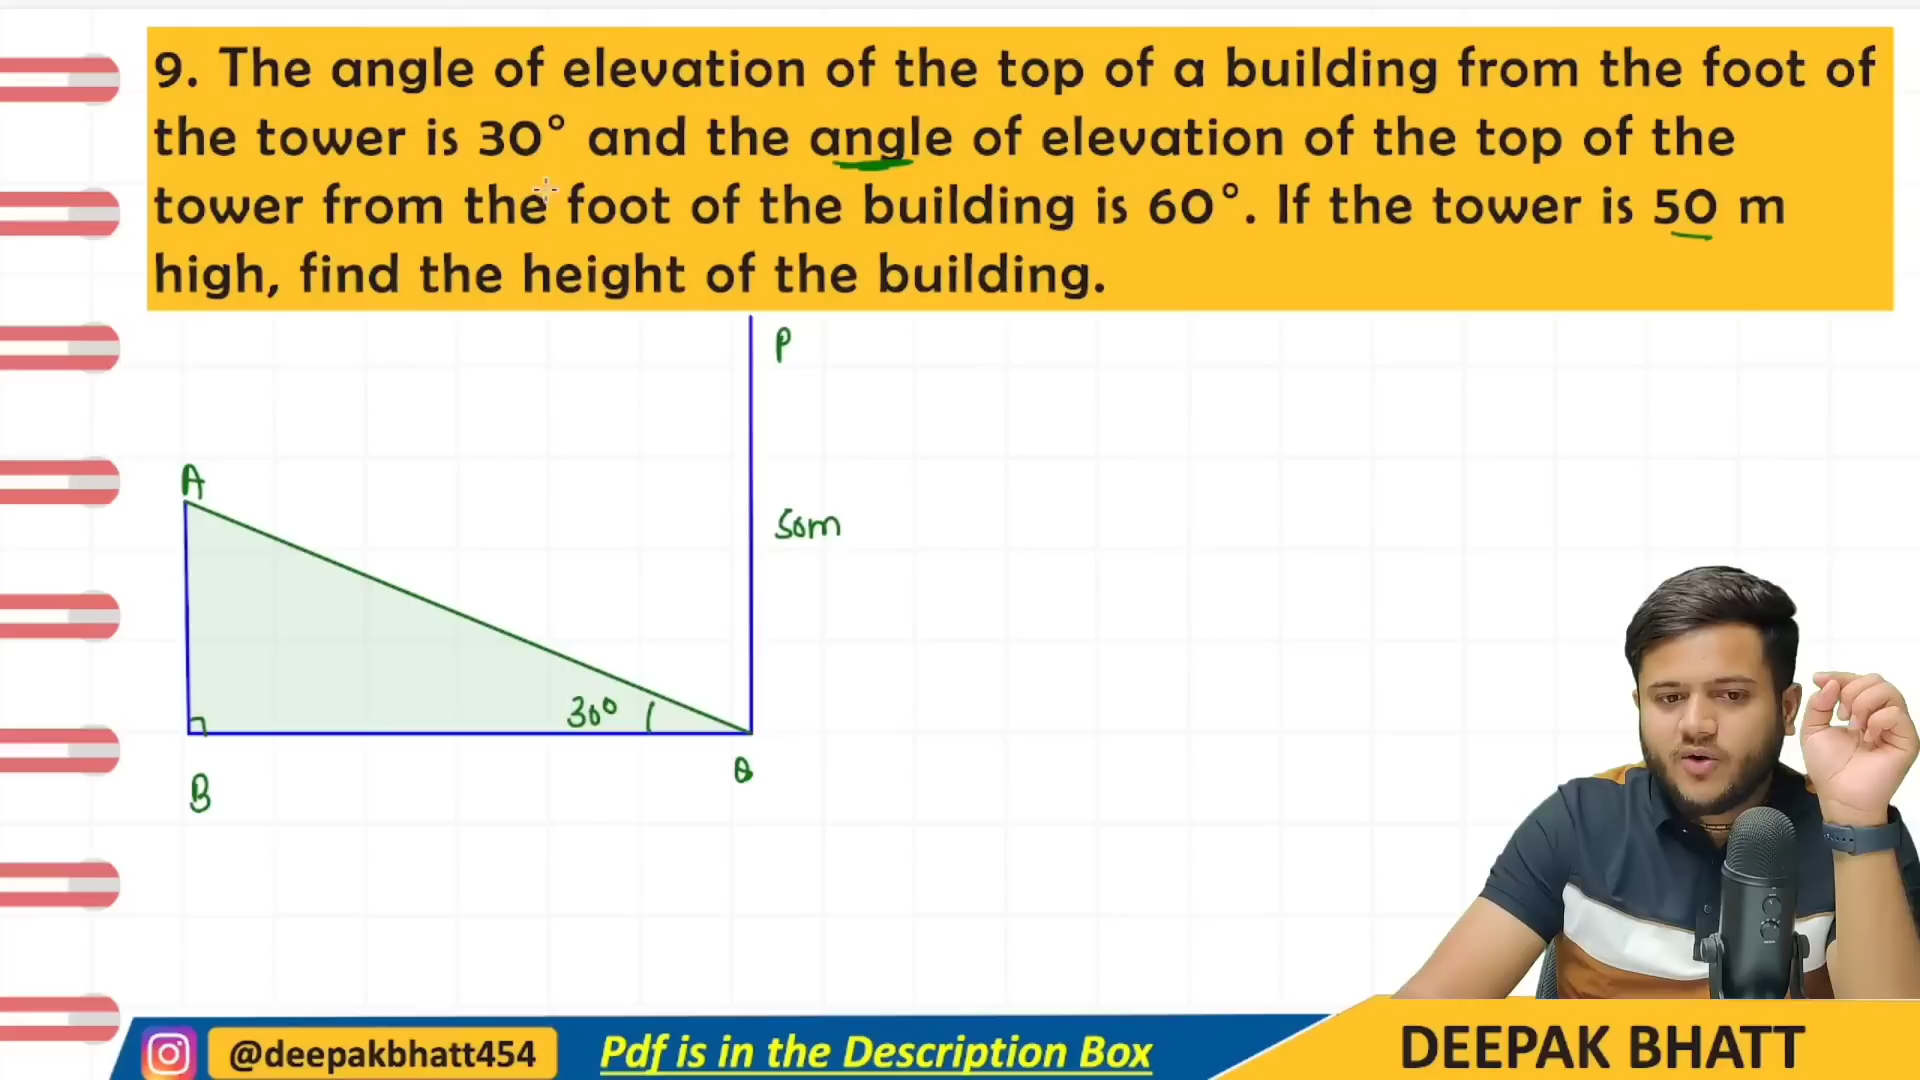 9. The angle of elevation of the top of a building from the foot of
the tower is 30° and the angle of elevation of the top of the
tower from the foot of the building is 60°. If the tower is 50 m
high, find the height of the building.
P
A
50m
30°
Q
B
@deepakbhatt454
Pdf is in the Description Box
DEEPAK BHATT